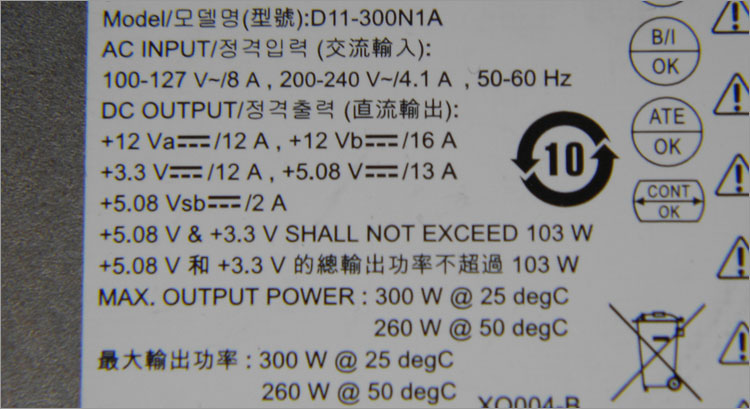 Model/모델명(型號):D11-300N1A
AC INPUT/정격입력 (交流輸入):
100-127 V~/8 A , 200-240 V~/4.1 A , 50-60 Hz
DC OUTPUT/정격출력 (直流輸出):
+12 Va⎓/12 A , +12 Vb⎓/16 A
+3.3 V⎓/12 A , +5.08 V⎓/13 A
+5.08 Vsb⎓/2 A
+5.08 V & +3.3 V SHALL NOT EXCEED 103 W
+5.08 V 和 +3.3 V 的總輸出功率不超過 103 W
MAX. OUTPUT POWER : 300 W @ 25 degC
260 W @ 50 degC
最大輸出功率 : 300 W @ 25 degC
260 W @ 50 degC
XQ004-B
10
B/I
OK
ATE
OK
CONT
OK